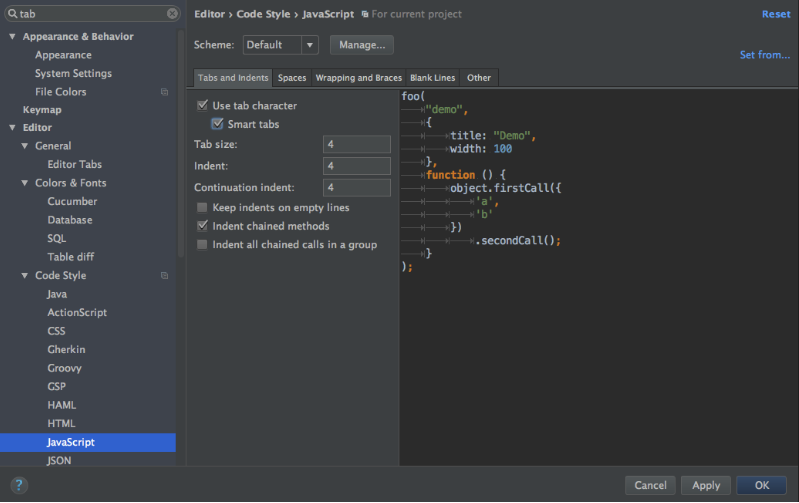 tab
Appearance & Behavior
Appearance
System Settings
File Colors
Keymap
Editor
General
Editor Tabs
Colors & Fonts
Cucumber
Database
SQL
Table diff
Code Style
Java
ActionScript
CSS
Gherkin
Groovy
GSP
HAML
HTML
JavaScript
JSON
Editor › Code Style › JavaScript For current project
Reset
Scheme: Default Manage...
Set from...
Tabs and Indents Spaces Wrapping and Braces Blank Lines Other
Use tab character
Smart tabs
Tab size: 4
Indent: 4
Continuation indent: 4
Keep indents on empty lines
Indent chained methods
Indent all chained calls in a group
foo(
"demo",
{
title: "Demo",
width: 100
},
function () {
object.firstCall({
'a',
'b'
})
.secondCall();
}
);
? Cancel Apply OK